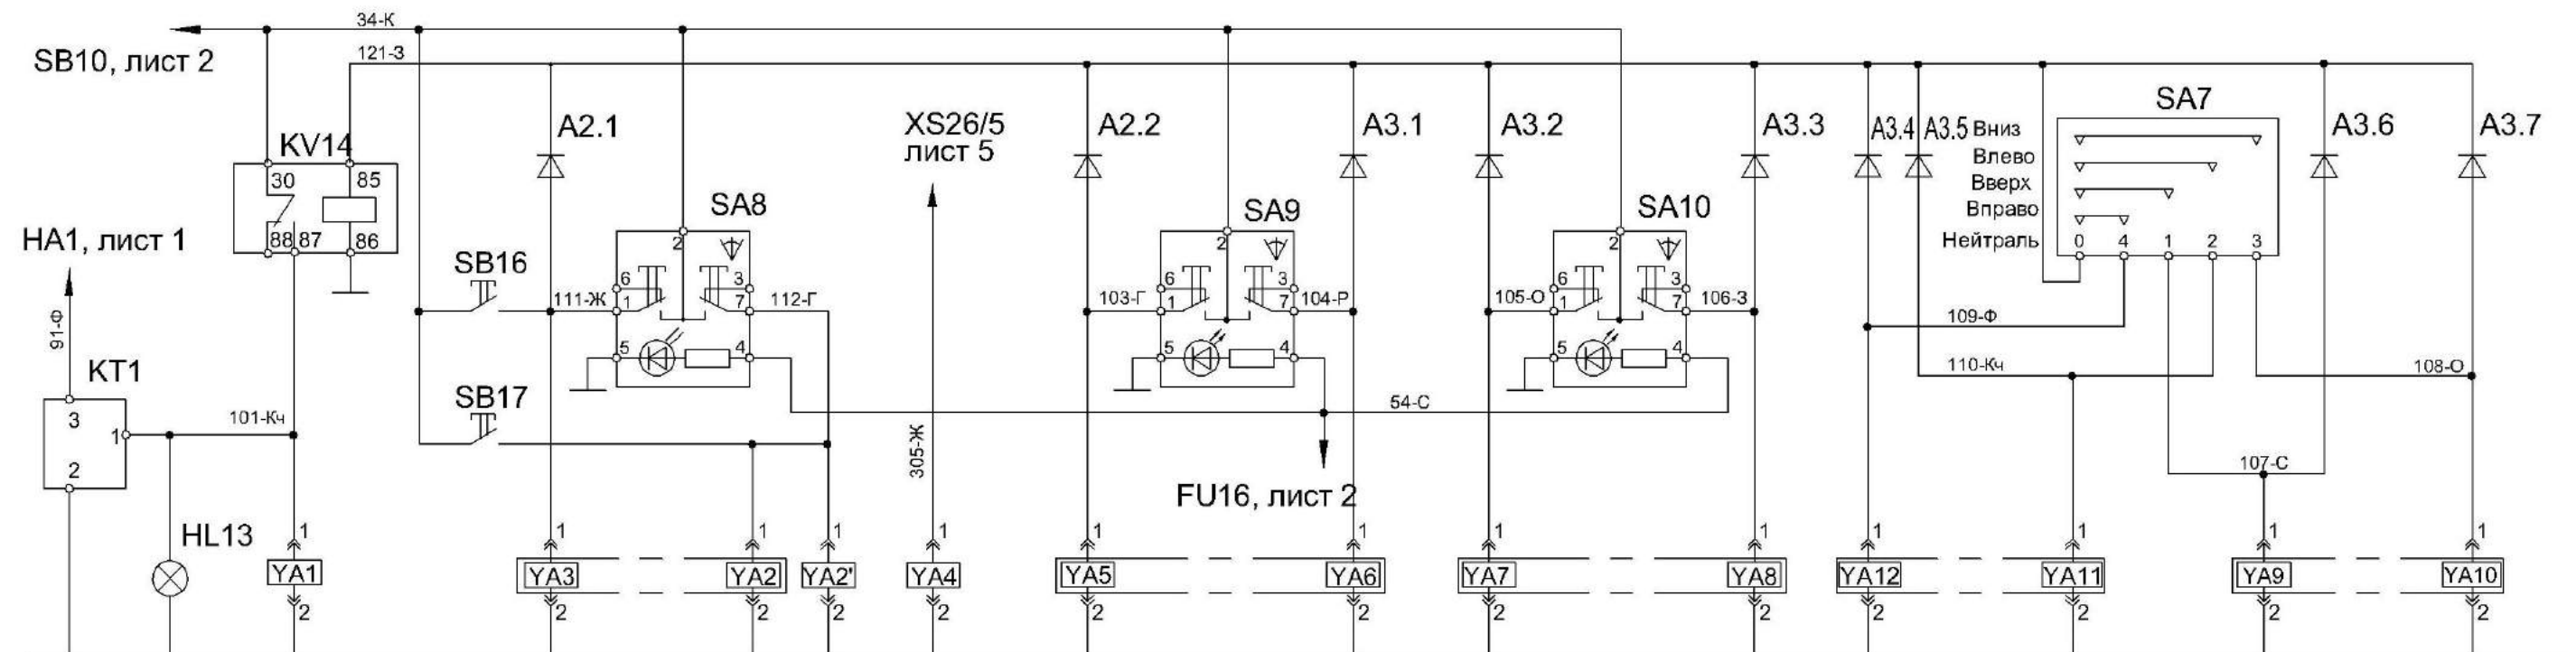 34-К
SB10, лист 2
121-З
KV14
30
85
88
87
86
HA1, лист 1
91-Ф
KT1
3
1
2
101-Кч
HL13
SB16
SB17
A2.1
111-Ж
SA8
2
6
3
1
7
112-Г
5
4
XS26/5
лист 5
305-Ж
A2.2
103-Г
SA9
2
6
3
1
7
104-Р
5
4
A3.1
54-С
FU16, лист 2
A3.2
105-О
SA10
2
6
3
1
7
106-З
5
4
A3.3
A3.4
A3.5
SA7
Вниз
Влево
Вверх
Вправо
Нейтраль
0
4
1
2
3
A3.6
A3.7
109-Ф
110-Кч
108-О
107-С
1
1
1
1
1
1
1
1
1
1
1
1
1
YA1
YA3
YA2
YA2'
YA4
YA5
YA6
YA7
YA8
YA12
YA11
YA9
YA10
2
2
2
2
2
2
2
2
2
2
2
2
2